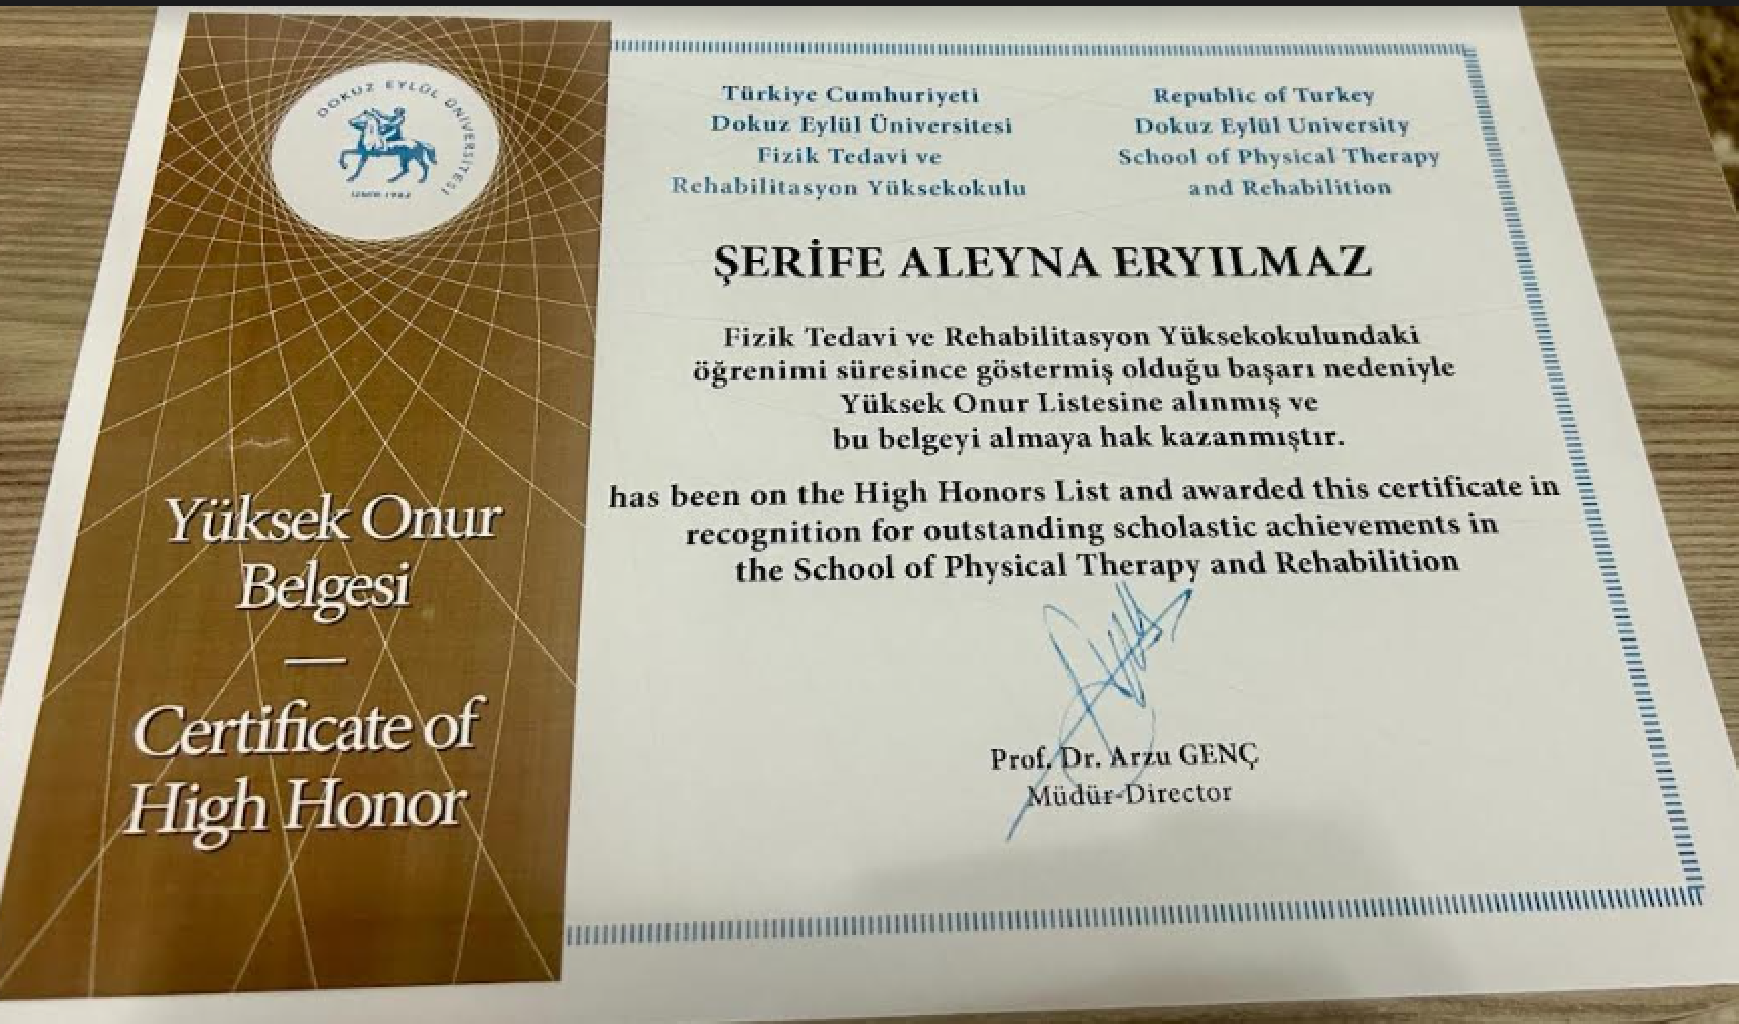 DOKUZ EYLÜL ÜNİVERSİTESİ
İZMİR-1982
Türkiye Cumhuriyeti
Dokuz Eylül Üniversitesi
Fizik Tedavi ve
Rehabilitasyon Yüksekokulu
Republic of Turkey
Dokuz Eylül University
School of Physical Therapy
and Rehabilition
ŞERİFE ALEYNA ERYILMAZ
Fizik Tedavi ve Rehabilitasyon Yüksekokulundaki
öğrenimi süresince göstermiş olduğu başarı nedeniyle
Yüksek Onur Listesine alınmış ve
bu belgeyi almaya hak kazanmıştır.
has been on the High Honors List and awarded this certificate in
recognition for outstanding scholastic achievements in
the School of Physical Therapy and Rehabilition
Yüksek Onur
Belgesi
—
Certificate of
High Honor
Prof. Dr. Arzu GENÇ
Müdür-Director